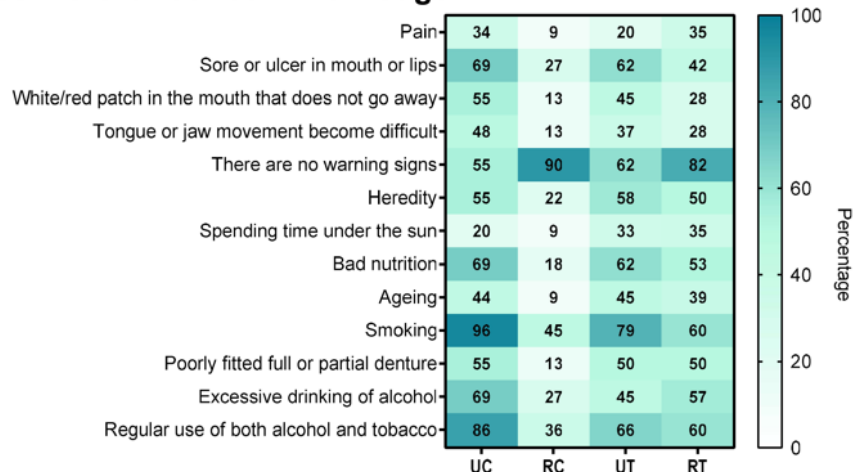 Pain 34 9 20 35
Sore or ulcer in mouth or lips 69 27 62 42
White/red patch in the mouth that does not go away 55 13 45 28
Tongue or jaw movement become difficult 48 13 37 28
There are no warning signs 55 90 62 82
Heredity 55 22 58 50
Spending time under the sun 20 9 33 35
Bad nutrition 69 18 62 53
Ageing 44 9 45 39
Smoking 96 45 79 60
Poorly fitted full or partial denture 55 13 50 50
Excessive drinking of alcohol 69 27 45 57
Regular use of both alcohol and tobacco 86 36 66 60
UC RC UT RT
100
80
60
40
20
0
Percentage